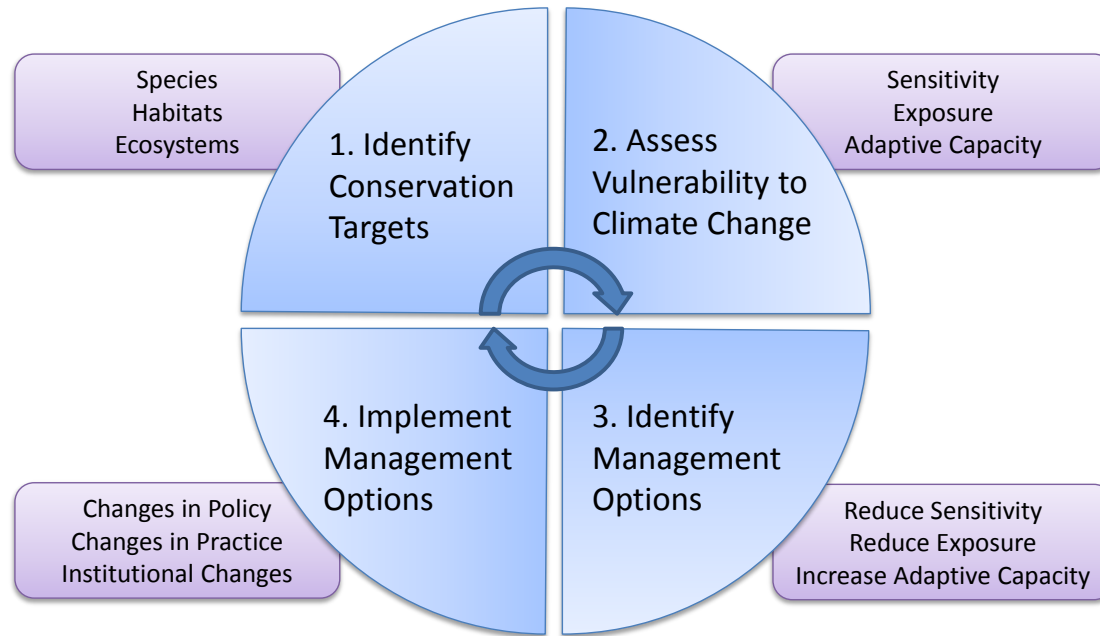 Species
Habitats
Ecosystems
1. Identify
Conservation
Targets
2. Assess
Vulnerability to
Climate Change
Sensitivity
Exposure
Adaptive Capacity
4. Implement
Management
Options
Changes in Policy
Changes in Practice
Institutional Changes
3. Identify
Management
Options
Reduce Sensitivity
Reduce Exposure
Increase Adaptive Capacity